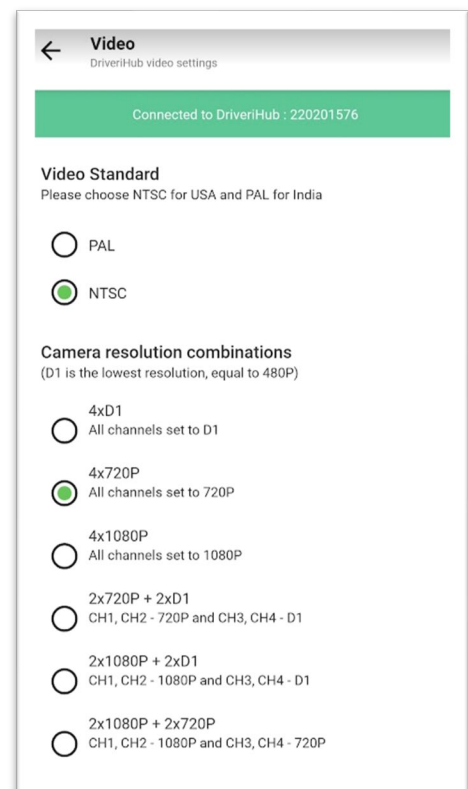 Video
DriveriHub video settings
Connected to DriveriHub : 220201576
Video Standard
Please choose NTSC for USA and PAL for India
PAL
NTSC
Camera resolution combinations
(D1 is the lowest resolution, equal to 480P)
4xD1
All channels set to D1
4x720P
All channels set to 720P
4x1080P
All channels set to 1080P
2x720P + 2xD1
CH1, CH2 - 720P and CH3, CH4 - D1
2x1080P + 2xD1
CH1, CH2 - 1080P and CH3, CH4 - D1
2x1080P + 2x720P
CH1, CH2 - 1080P and CH3, CH4 - 720P